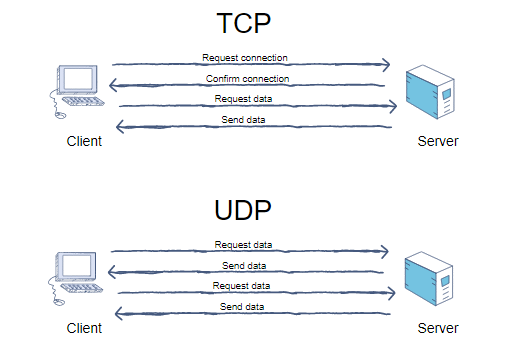 TCP
Request connection
Confirm connection
Request data
Send data
Client
Server
UDP
Request data
Send data
Request data
Send data
Client
Server